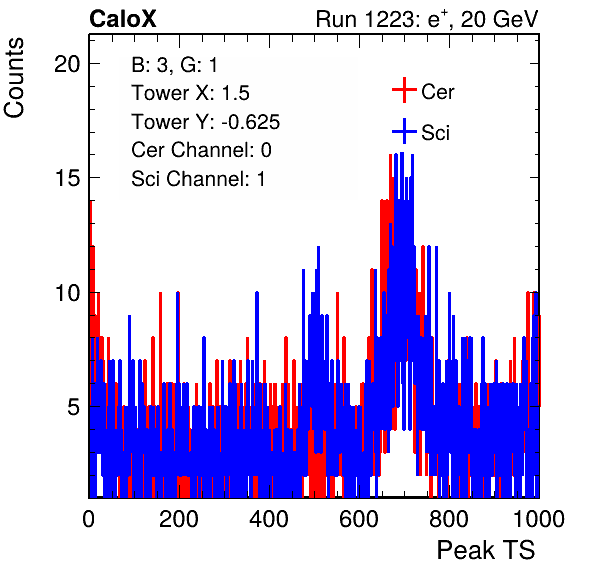 CaloX Run 1223: e⁺, 20 GeV
Counts
B: 3, G: 1
Tower X: 1.5
Tower Y: -0.625
Cer Channel: 0
Sci Channel: 1
Cer
Sci
20
15
10
5
0 200 400 600 800 1000
Peak TS